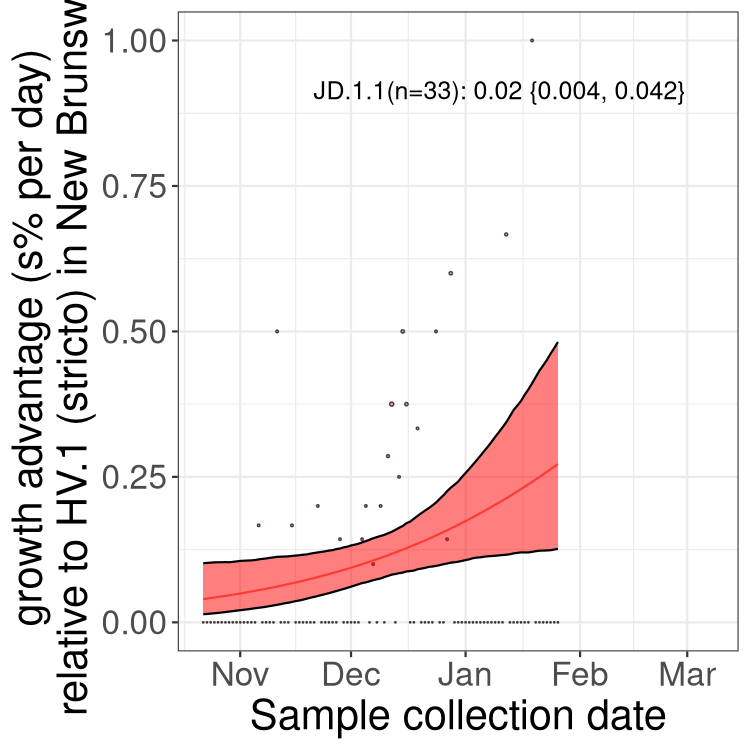 growth advantage (s% per day)
relative to HV.1 (stricto) in New Brunsw
1.00
0.75
0.50
0.25
0.00
JD.1.1(n=33): 0.02 {0.004, 0.042}
Nov Dec Jan Feb Mar
Sample collection date